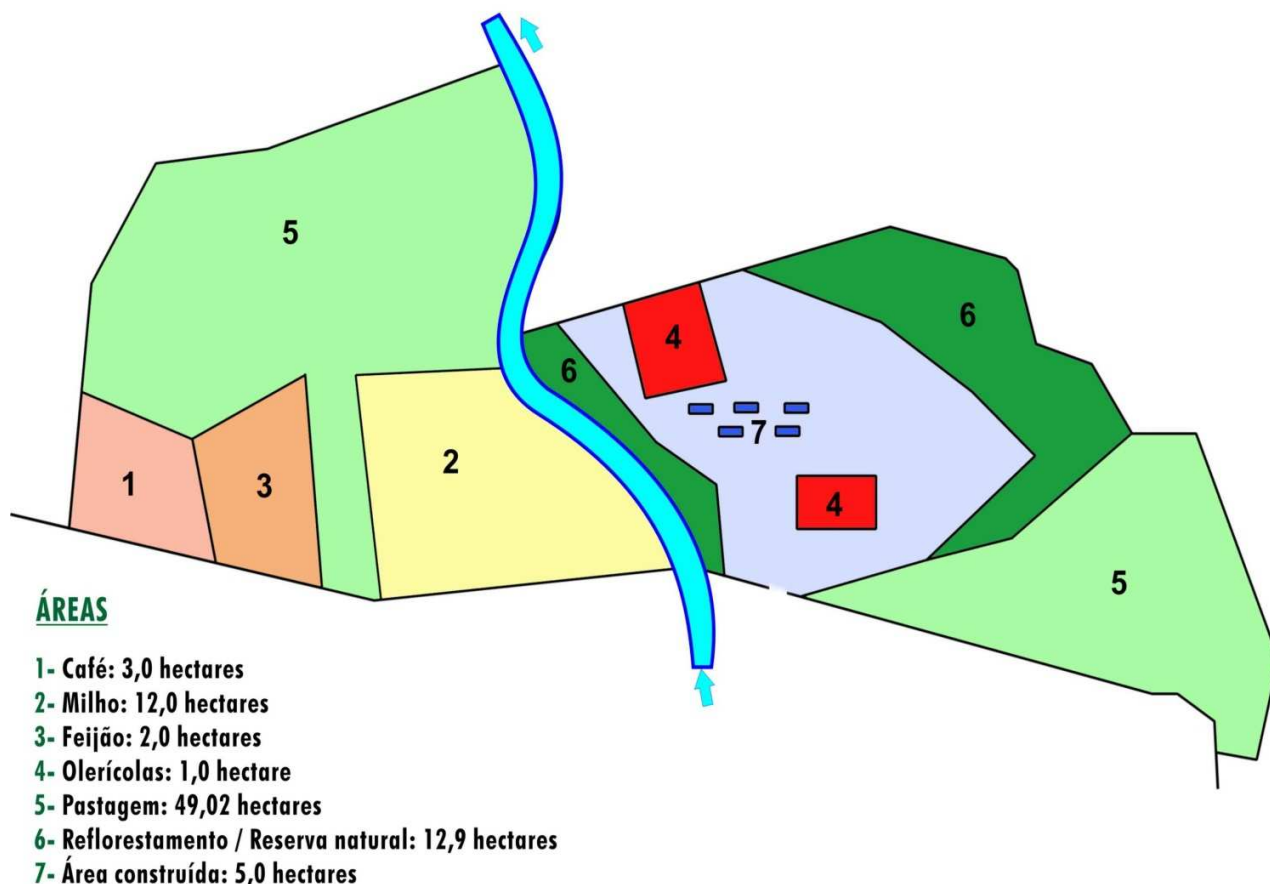 5
6
4
6
7
2
1
3
4
5
ÁREAS
1- Café: 3,0 hectares
2- Milho: 12,0 hectares
3- Feijão: 2,0 hectares
4- Olerícolas: 1,0 hectare
5- Pastagem: 49,02 hectares
6- Reflorestamento / Reserva natural: 12,9 hectares
7- Área construída: 5,0 hectares